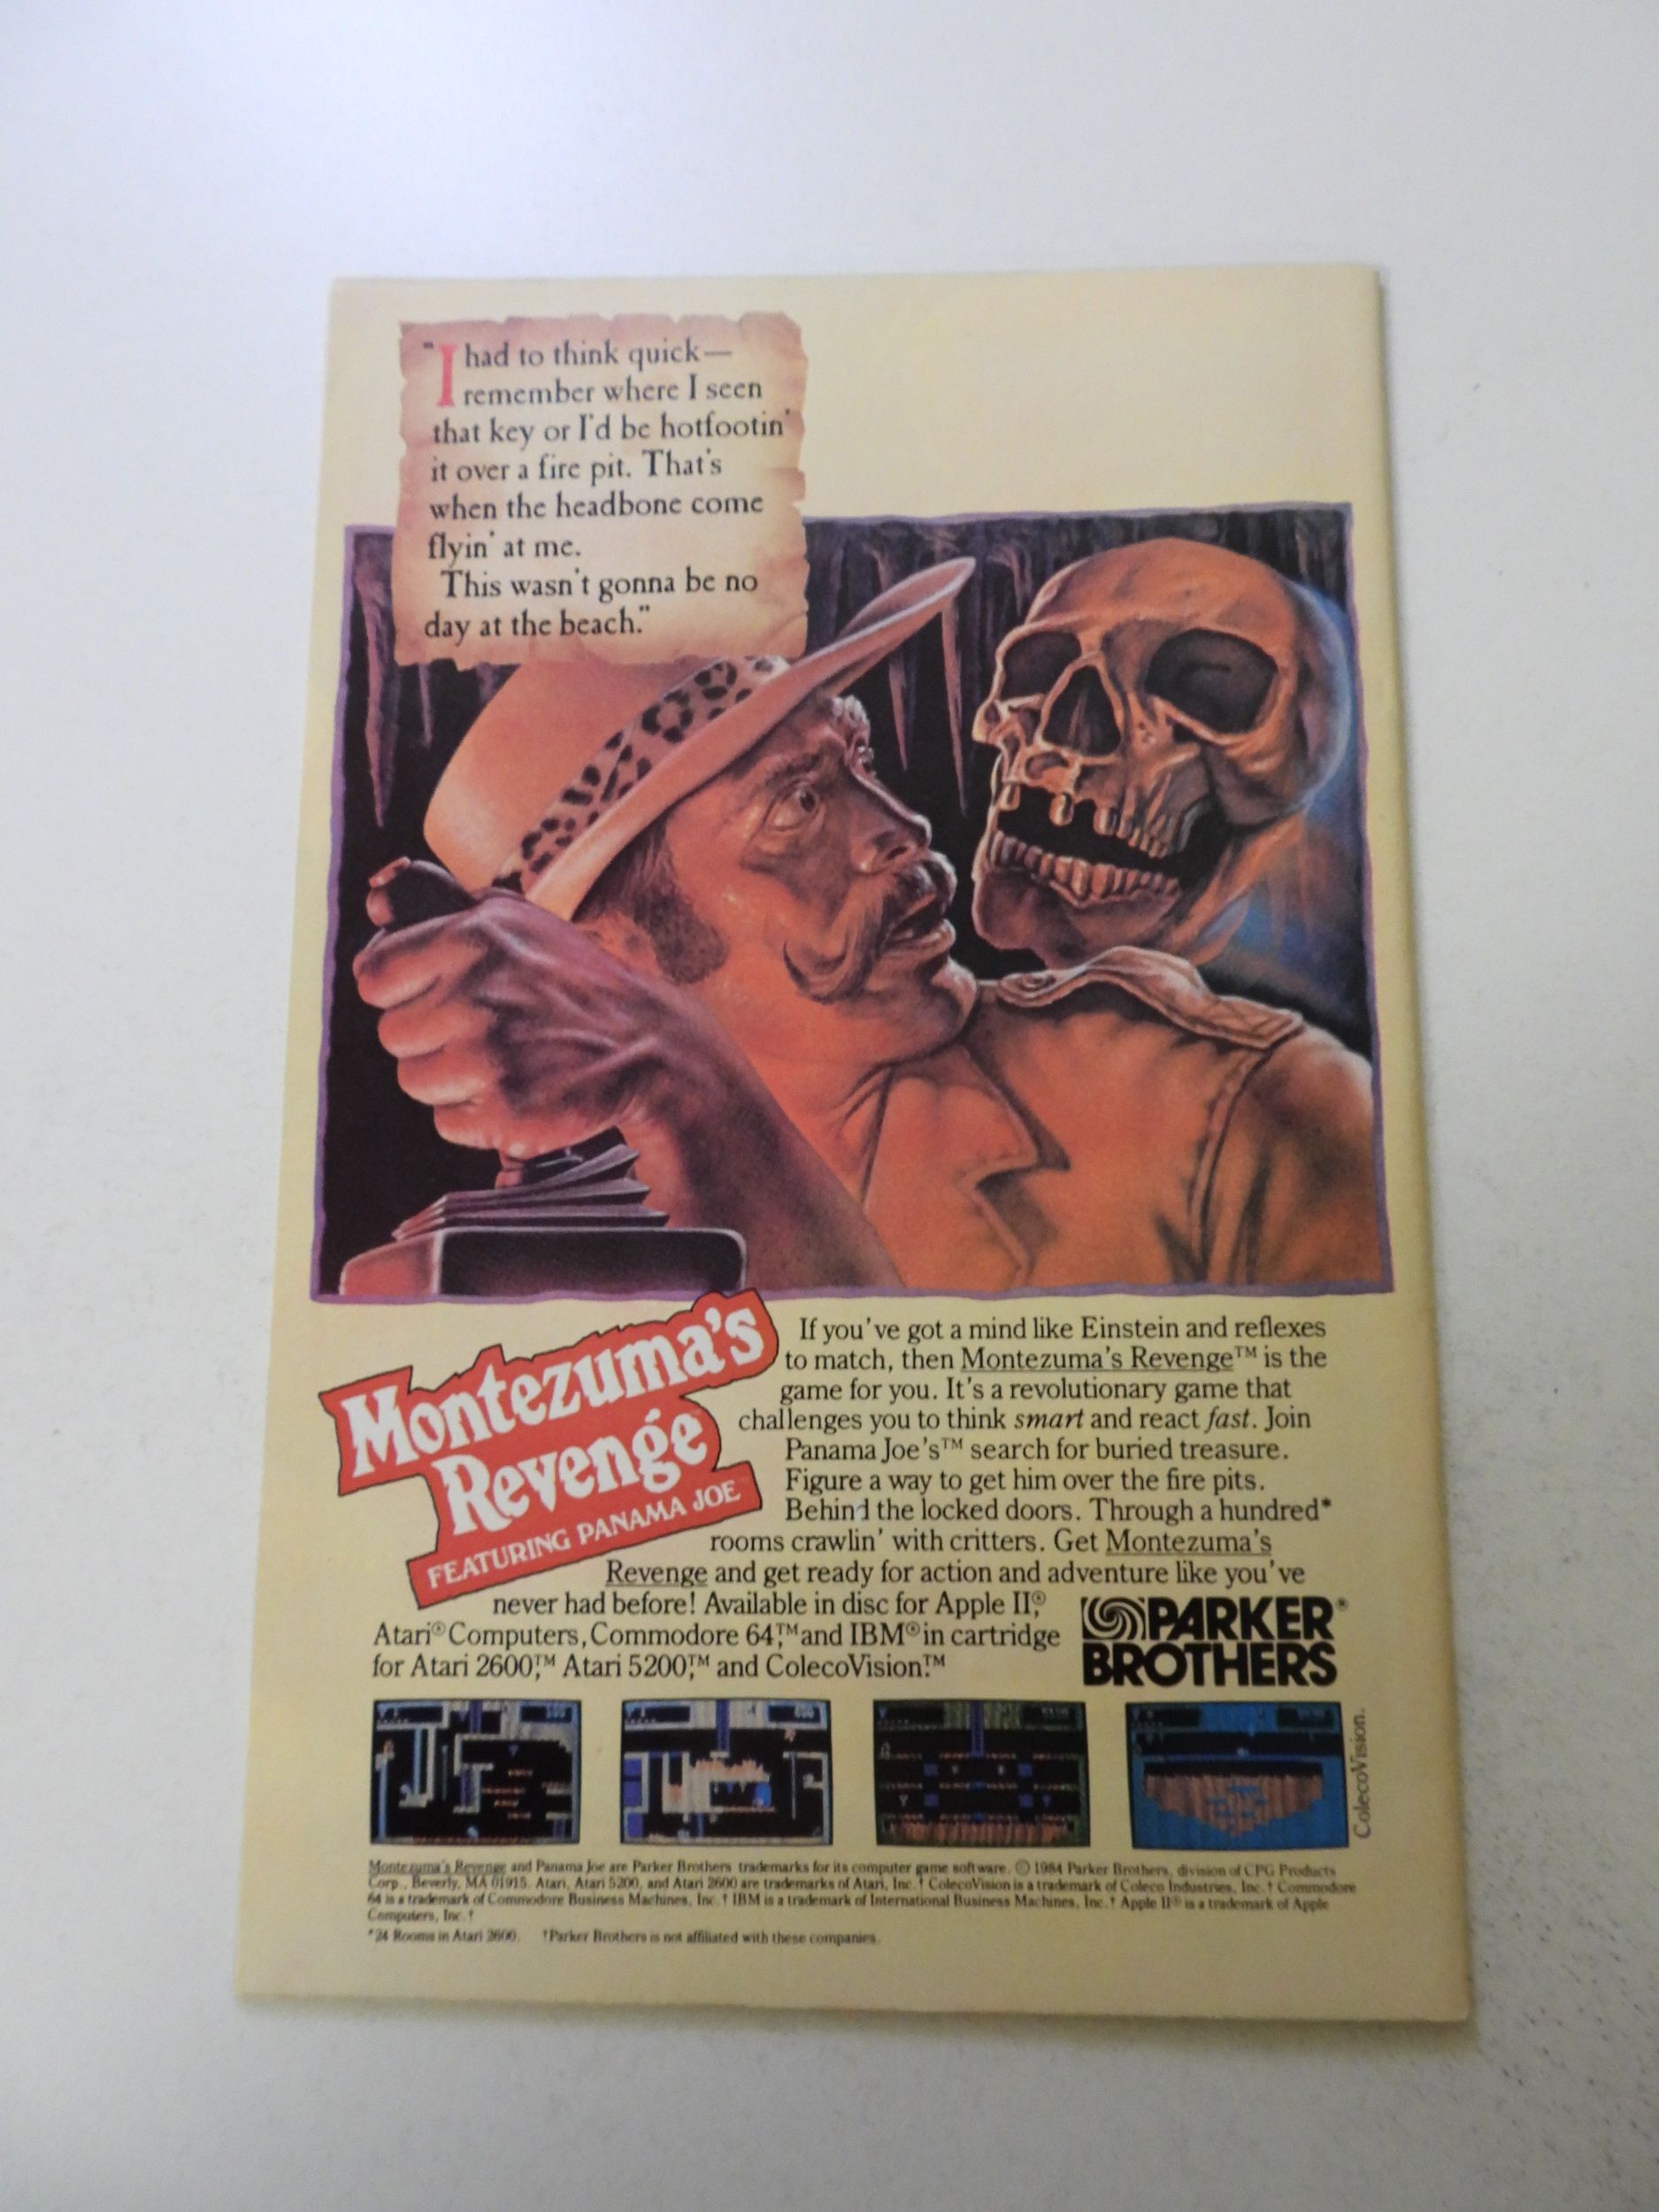 "I had to think quick—
remember where I seen
that key or I'd be hotfootin'
it over a fire pit. That's
when the headbone come
flyin' at me.
This wasn't gonna be no
day at the beach."
Montezuma's
Revenge
FEATURING PANAMA JOE
If you've got a mind like Einstein and reflexes
to match, then Montezuma's Revenge™ is the
game for you. It's a revolutionary game that
challenges you to think smart and react fast. Join
Panama Joe's™ search for buried treasure.
Figure a way to get him over the fire pits.
Behind the locked doors. Through a hundred*
rooms crawlin' with critters. Get Montezuma's
Revenge and get ready for action and adventure like you've
never had before! Available in disc for Apple II,®
Atari® Computers, Commodore 64,™ and IBM® in cartridge
for Atari 2600,™ Atari 5200,™ and ColecoVision.™
PARKER®
BROTHERS
ColecoVision.
Montezuma's Revenge and Panama Joe are Parker Brothers trademarks for its computer game software. © 1984 Parker Brothers, division of CPG Products
Corp., Beverly, MA 01915. Atari, Atari 5200, and Atari 2600 are trademarks of Atari, Inc.† ColecoVision is a trademark of Coleco Industries, Inc.† Commodore
64 is a trademark of Commodore Business Machines, Inc.† IBM is a trademark of International Business Machines, Inc.† Apple II® is a trademark of Apple
Computers, Inc.†
*24 Rooms in Atari 2600. †Parker Brothers is not affiliated with these companies.